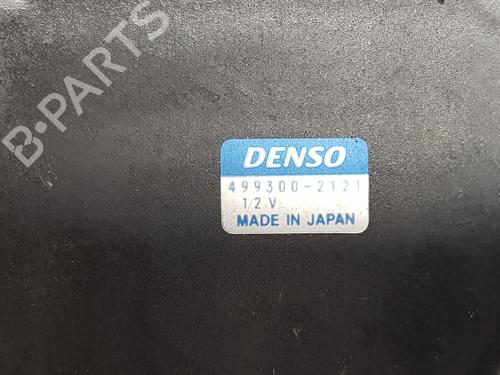 B-PARTS
DENSO
499300-2121
12V
MADE IN JAPAN